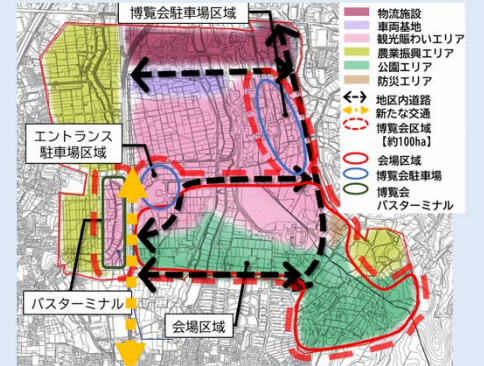 博覧会駐車場区域
エントランス
駐車場区域
バスターミナル
会場区域
物流施設
車両基地
観光賑わいエリア
農業振興エリア
公園エリア
防災エリア
地区内道路
新たな交通
博覧会区域
【約100ha】
会場区域
博覧会駐車場
博覧会
バスターミナル